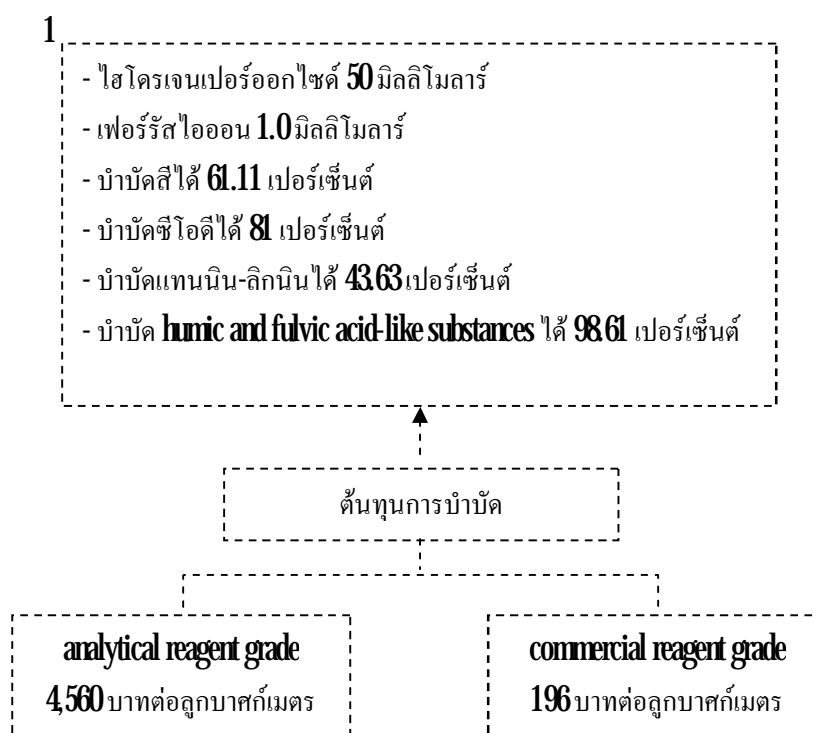 1
- ไฮโดรเจนเปอร์ออกไซด์ 50 มิลลิโมลาร์
- เฟอร์รัสไอออน 1.0 มิลลิโมลาร์
- บำบัดสีได้ 61.11 เปอร์เซ็นต์
- บำบัดซีโอดีได้ 81 เปอร์เซ็นต์
- บำบัดแทนนิน-ลิกนินได้ 43.63 เปอร์เซ็นต์
- บำบัด humic and fulvic acid-like substances ได้ 98.61 เปอร์เซ็นต์
ต้นทุนการบำบัด
analytical reagent grade
4,560 บาทต่อลูกบาศก์เมตร
commercial reagent grade
196 บาทต่อลูกบาศก์เมตร